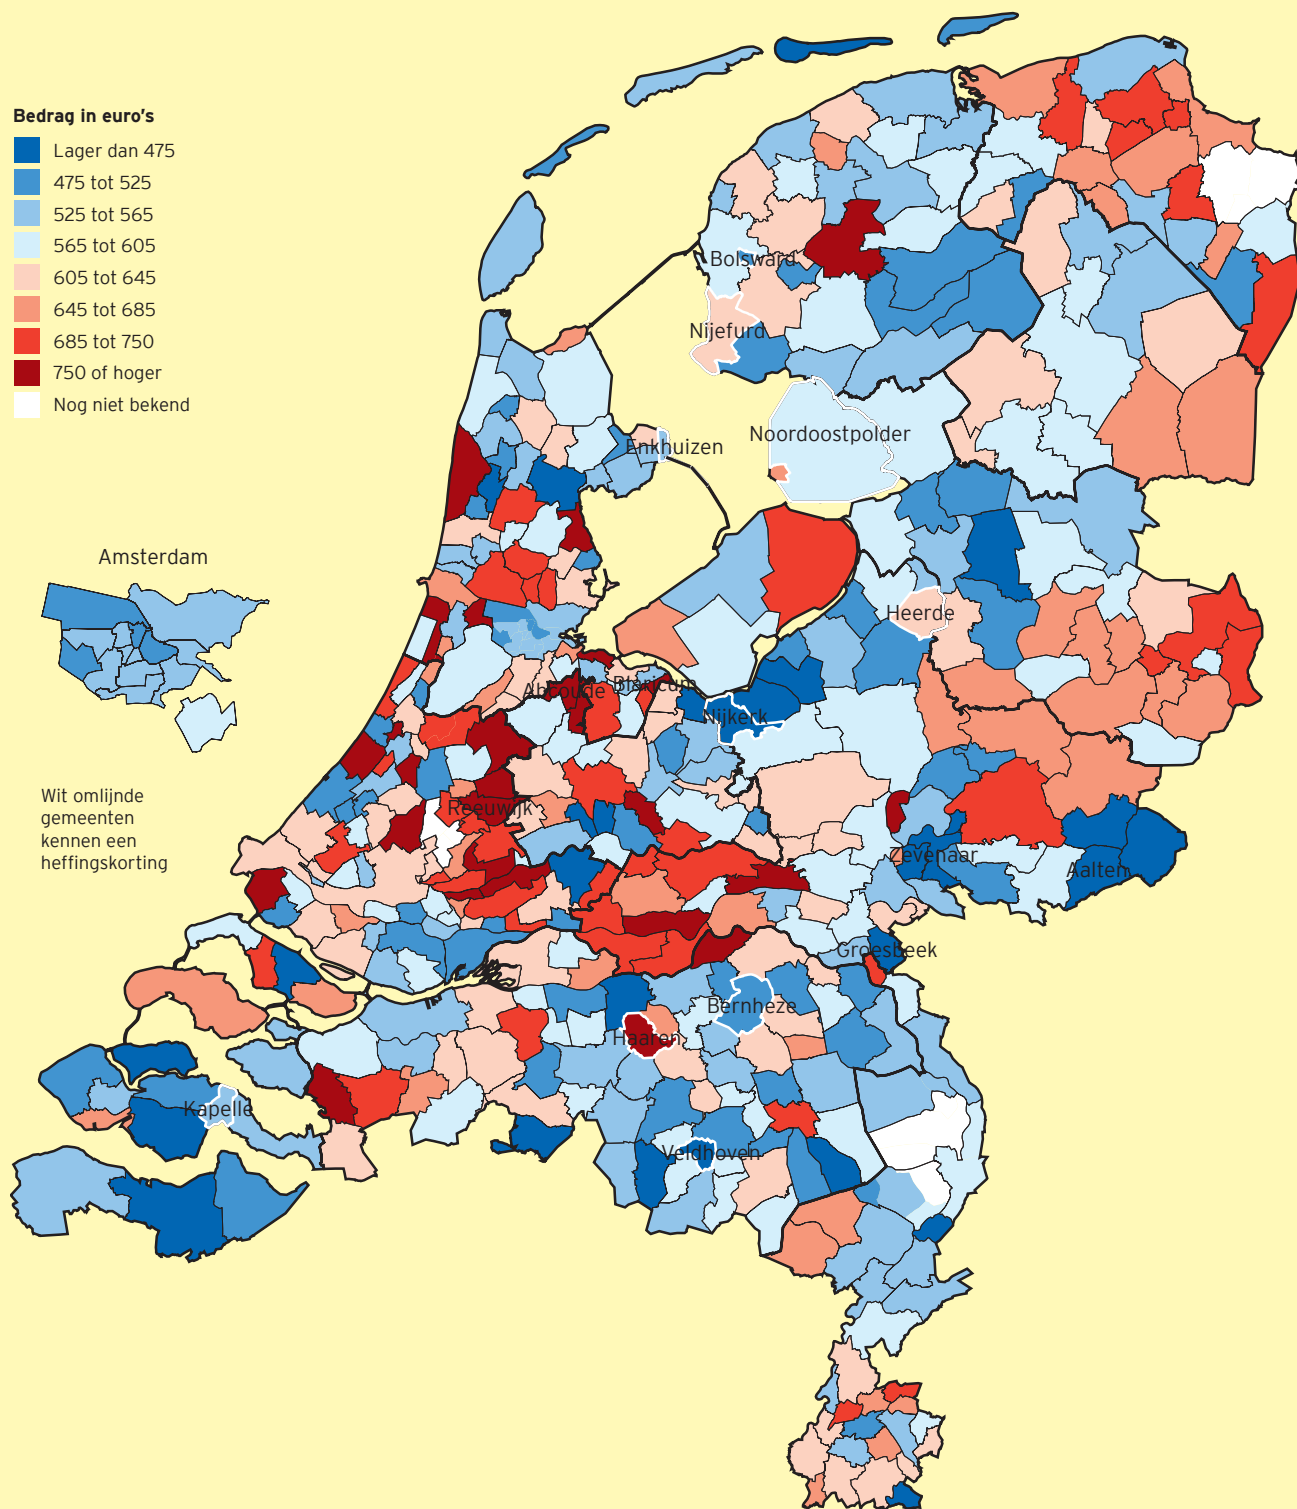 Bedrag in euro's
Lager dan 475
475 tot 525
525 tot 565
565 tot 605
605 tot 645
645 tot 685
685 tot 750
750 of hoger
Nog niet bekend
Bolsward
Nijefurd
Enkhuizen
Noordoostpolder
Amsterdam
Heerde
Abcoude
Blaricum
Nijkerk
Wit omlijnde
gemeenten
kennen een
heffingskorting
Reeuwijk
Zevenaar
Aalten
Groesbeek
Bernheze
Haaren
Kapelle
Veldhoven